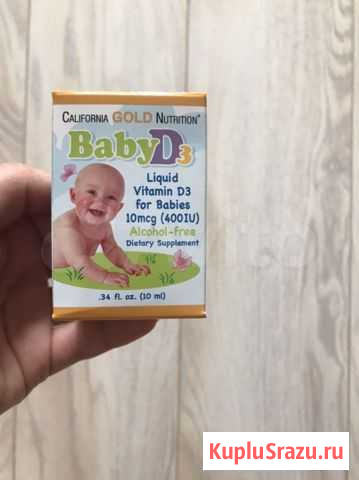 CALIFORNIA GOLD NUTRITION®
BabyD3
Liquid
Vitamin D3
for Babies
10mcg (400IU)
Alcohol-free
Dietary Supplement
.34 fl. oz. (10 ml)
KupluSrazu.ru